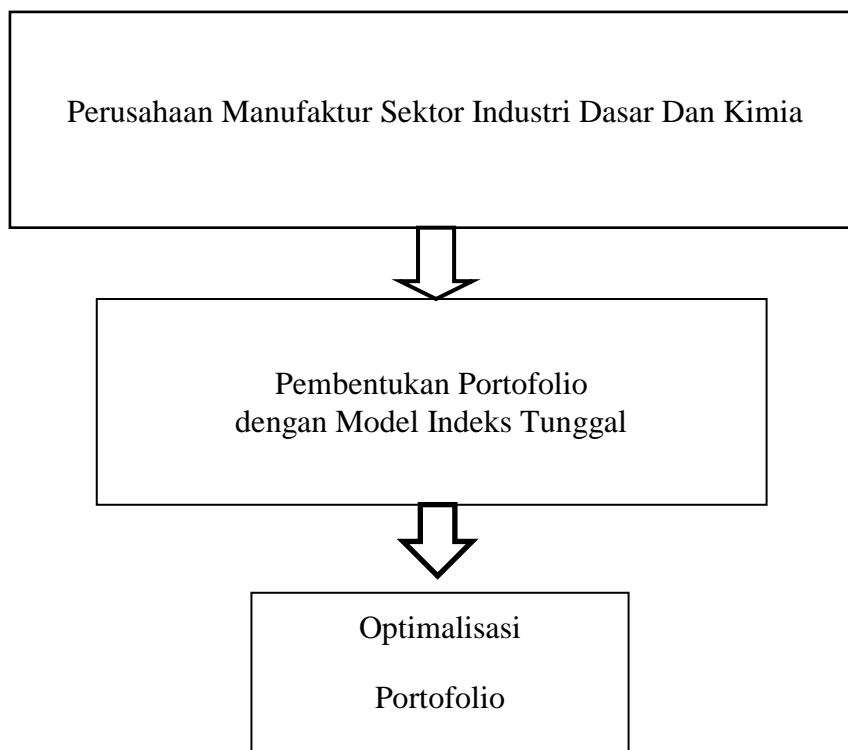 Perusahaan Manufaktur Sektor Industri Dasar Dan Kimia
Pembentukan Portofolio
dengan Model Indeks Tunggal
Optimalisasi
Portofolio